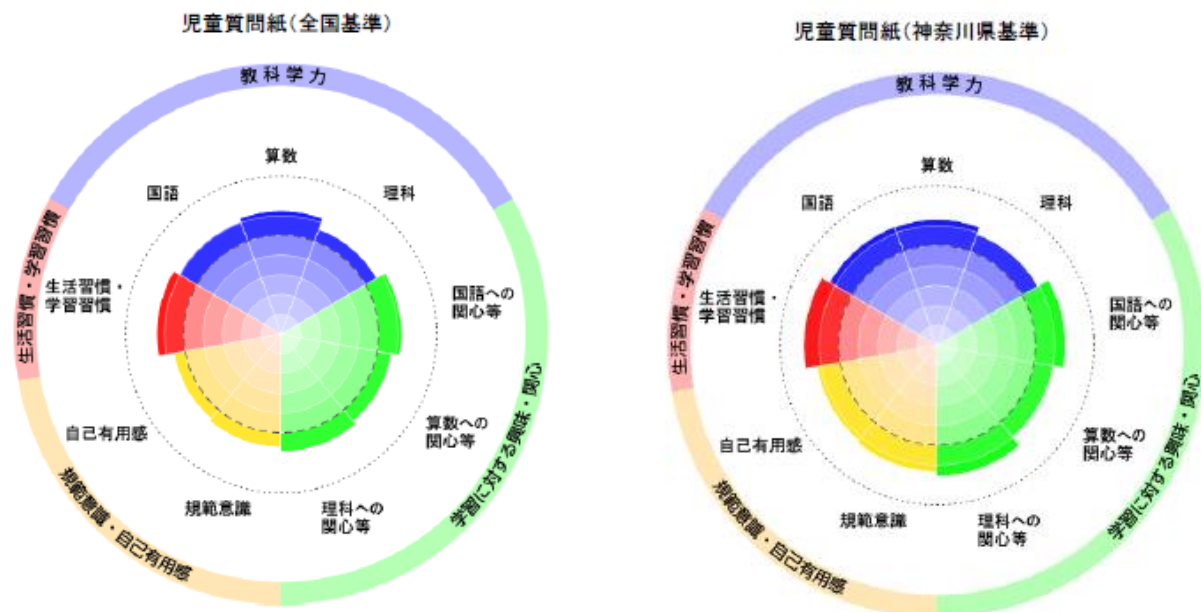 児童質問紙(全国基準)
教科学力
算数
国語
理科
生活習慣・学習習慣
生活習慣・
学習習慣
国語への
関心等
自己有用感
算数への
関心等
規範意識
理科への
関心等
規範意識・自己有用感
学習に対する興味・関心
児童質問紙(神奈川県基準)
教科学力
算数
国語
理科
生活習慣・学習習慣
生活習慣・
学習習慣
国語への
関心等
自己有用感
算数への
関心等
規範意識
理科への
関心等
規範意識・自己有用感
学習に対する興味・関心